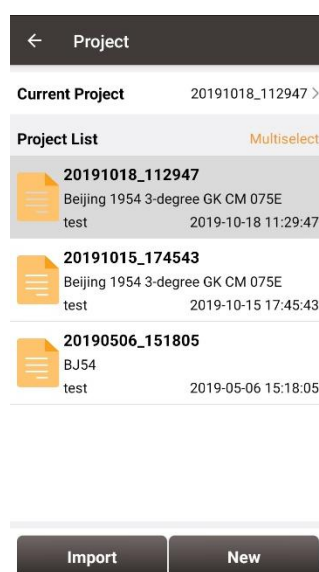 ← Project
Current Project 20191018_112947 >
Project List Multiselect
20191018_112947
Beijing 1954 3-degree GK CM 075E
test 2019-10-18 11:29:47
20191015_174543
Beijing 1954 3-degree GK CM 075E
test 2019-10-15 17:45:43
20190506_151805
BJ54
test 2019-05-06 15:18:05
Import New